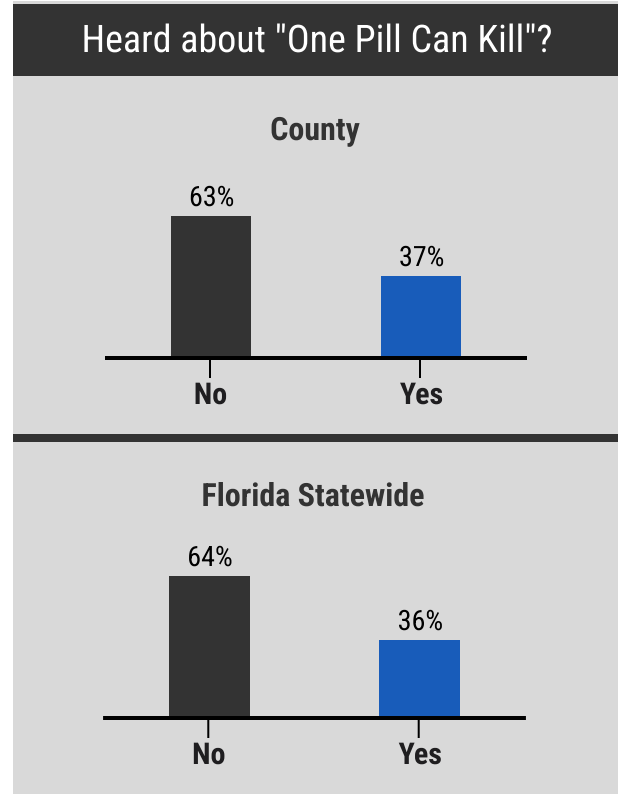 Heard about "One Pill Can Kill"?
County
63%
37%
No
Yes
Florida Statewide
64%
36%
No
Yes